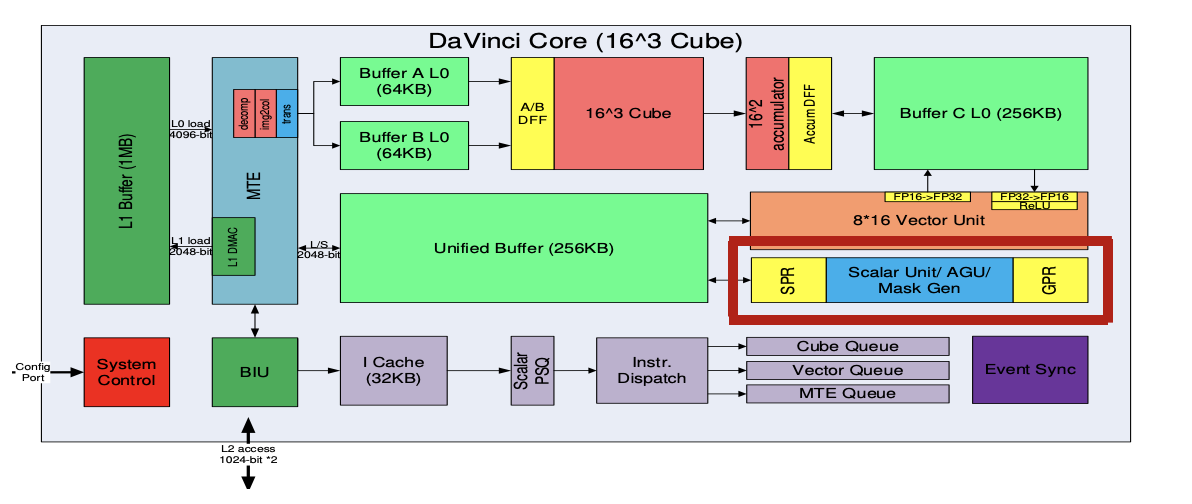 DaVinci Core (16^3 Cube)
L1 Buffer (1MB)
L0 load
4096-bit
L1 load
2048-bit
decomp
img2col
trans
MTE
L1 DMAC
Buffer A L0
(64KB)
Buffer B L0
(64KB)
A/B
DFF
16^3 Cube
16^2
accumulator
Accum DFF
Buffer C L0 (256KB)
L/S
2048-bit
Unified Buffer (256KB)
FP16->FP32
FP32->FP16
ReLU
8*16 Vector Unit
SPR
Scalar Unit/ AGU/
Mask Gen
GPR
Config
Port
System
Control
BIU
I Cache
(32KB)
Scalar
PSQ
Instr.
Dispatch
Cube Queue
Vector Queue
MTE Queue
Event Sync
L2 access
1024-bit *2